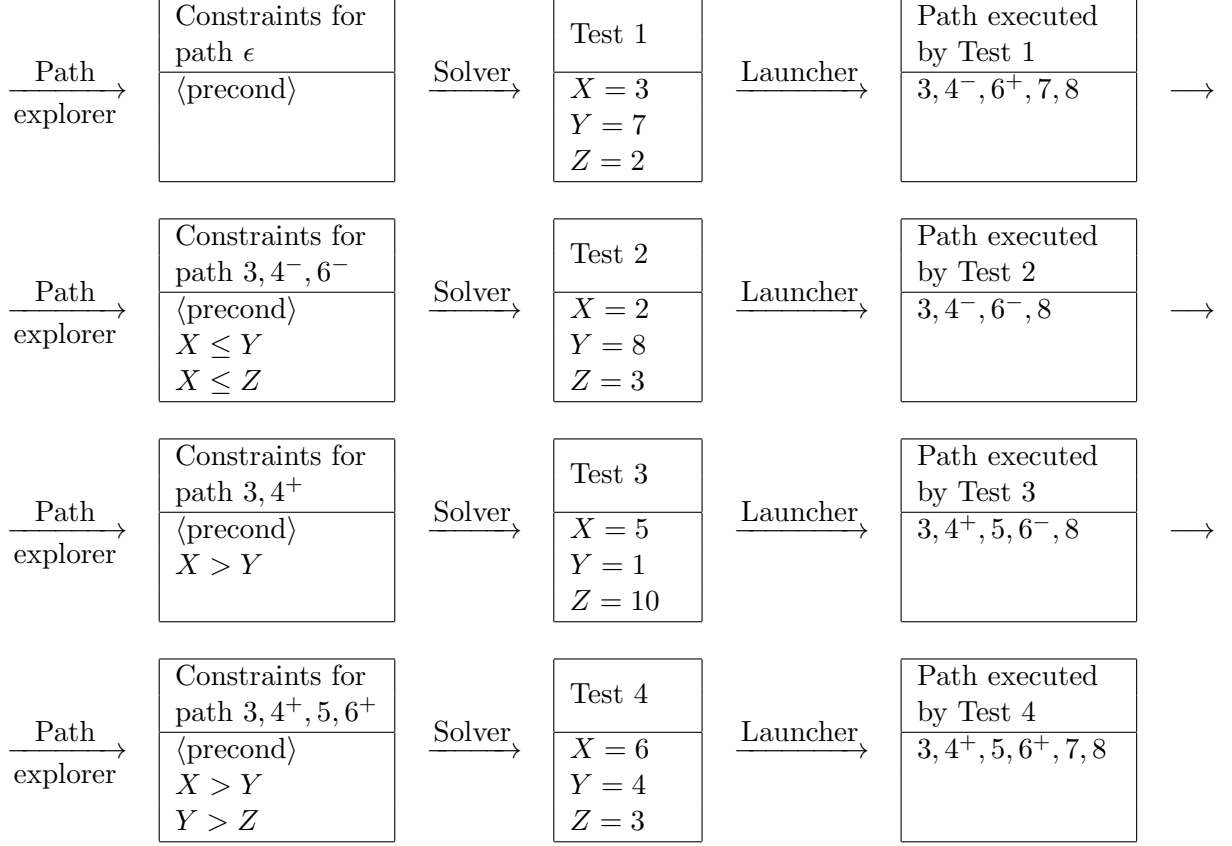 Path
explorer
Constraints for
path ϵ
⟨precond⟩
Solver
Test 1
X = 3
Y = 7
Z = 2
Launcher
Path executed
by Test 1
3, 4⁻, 6⁺, 7, 8
Path
explorer
Constraints for
path 3, 4⁻, 6⁻
⟨precond⟩
X ≤ Y
X ≤ Z
Solver
Test 2
X = 2
Y = 8
Z = 3
Launcher
Path executed
by Test 2
3, 4⁻, 6⁻, 8
Path
explorer
Constraints for
path 3, 4⁺
⟨precond⟩
X > Y
Solver
Test 3
X = 5
Y = 1
Z = 10
Launcher
Path executed
by Test 3
3, 4⁺, 5, 6⁻, 8
Path
explorer
Constraints for
path 3, 4⁺, 5, 6⁺
⟨precond⟩
X > Y
Y > Z
Solver
Test 4
X = 6
Y = 4
Z = 3
Launcher
Path executed
by Test 4
3, 4⁺, 5, 6⁺, 7, 8